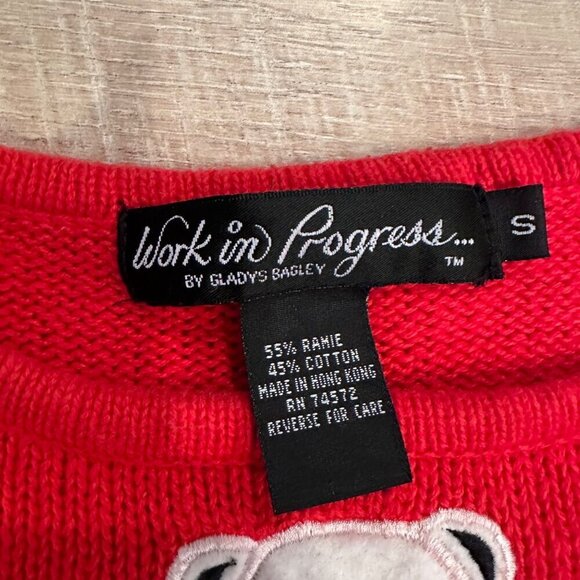 Work in Progress...
BY GLADYS BAGLEY ™
S
55% RAMIE
45% COTTON
MADE IN HONG KONG
RN 74572
REVERSE FOR CARE